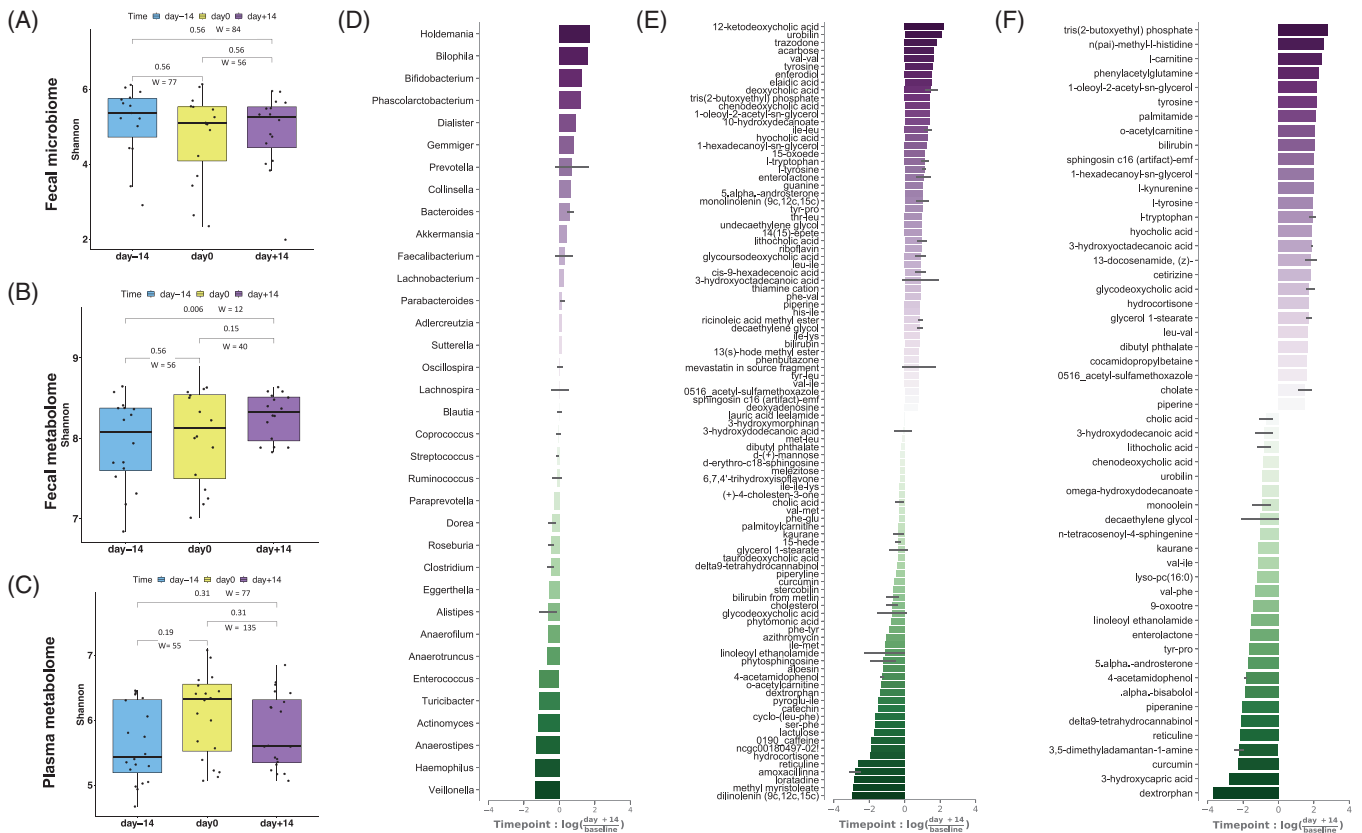 (A)
Time day−14 day0 day+14
0.56 W = 84
0.56
W = 56
0.56
W = 77
Fecal microbiome
Shannon
6
4
2
day−14 day0 day+14
(B)
Time day−14 day0 day+14
0.006 W = 12
0.15
W = 40
0.56
W = 56
Fecal metabolome
Shannon
9
8
7
day−14 day0 day+14
(C)
Time day−14 day0 day+14
0.31 W = 77
0.31
W = 135
0.19
W= 55
Plasma metabolome
Shannon
7
6
5
day−14 day0 day+14
(D)
Holdemania
Bilophila
Bifidobacterium
Phascolarctobacterium
Dialister
Gemmiger
Prevotella
Collinsella
Bacteroides
Akkermansia
Faecalibacterium
Lachnobacterium
Parabacteroides
Adlercreutzia
Sutterella
Oscillospira
Lachnospira
Blautia
Coprococcus
Streptococcus
Ruminococcus
Paraprevotella
Dorea
Roseburia
Clostridium
Eggerthella
Alistipes
Anaerofilum
Anaerotruncus
Enterococcus
Turicibacter
Actinomyces
Anaerostipes
Haemophilus
Veillonella
−4 −2 0 2 4
Timepoint : log(day + 14/baseline)
(E)
12-ketodeoxycholic acid
urobilin
trazodone
acarbose
val-val
tyrosine
enterodiol
elaidic acid
deoxycholic acid
tris(2-butoxyethyl) phosphate
chenodeoxycholic acid
1-oleoyl-2-acetyl-sn-glycerol
10-hydroxydecanoate
ile-leu
hyocholic acid
1-hexadecanoyl-sn-glycerol
15-oxoede
l-tryptophan
l-tyrosine
enterolactone
guanine
5.alpha.-androsterone
monolinolenin (9c,12c,15c)
tyr-pro
thr-leu
undecaethylene glycol
14(15)-epete
lithocholic acid
riboflavin
glycoursodeoxycholic acid
leu-ile
cis-9-hexadecenoic acid
3-hydroxyoctadecanoic acid
thiamine cation
phe-val
piperine
his-ile
ricinoleic acid methyl ester
decaethylene glycol
ile-lys
bilirubin
13(s)-hode methyl ester
phenbutazone
mevastatin in source fragment
tyr-leu
val-ile
0516_acetyl-sulfamethoxazole
sphingosin c16 (artifact)-emf
deoxyadenosine
lauric acid leelamide
3-hydroxymorphinan
3-hydroxydodecanoic acid
met-leu
dibutyl phthalate
d-(+)-mannose
d-erythro-c18-sphingosine
melezitose
6,7,4'-trihydroxyisoflavone
ile-ile-lys
(+)-4-cholesten-3-one
cholic acid
val-met
phe-glu
palmitoylcarnitine
kaurane
15-hede
glycerol 1-stearate
taurodeoxycholic acid
delta9-tetrahydrocannabinol
piperyline
curcumin
stercobilin
bilirubin from metlin
cholesterol
glycodeoxycholic acid
phytomonic acid
phe-tyr
azithromycin
ile-met
linoleoyl ethanolamide
phytosphingosine
aloesin
4-acetamidophenol
o-acetylcarnitine
dextrorphan
pyroglu-ile
catechin
cyclo-(leu-phe)
ser-phe
lactulose
0190_caffeine
ncgc00180497-02!
hydrocortisone
reticuline
amoxacillinna
loratadine
methyl myristoleate
dilinolenin (9c,12c,15c)
−4 −2 0 2 4
Timepoint : log(day + 14/baseline)
(F)
tris(2-butoxyethyl) phosphate
n(pai)-methyl-l-histidine
l-carnitine
phenylacetylglutamine
1-oleoyl-2-acetyl-sn-glycerol
tyrosine
palmitamide
o-acetylcarnitine
bilirubin
sphingosin c16 (artifact)-emf
1-hexadecanoyl-sn-glycerol
l-kynurenine
l-tyrosine
l-tryptophan
hyocholic acid
3-hydroxyoctadecanoic acid
13-docosenamide, (z)-
cetirizine
glycodeoxycholic acid
hydrocortisone
glycerol 1-stearate
leu-val
dibutyl phthalate
cocamidopropylbetaine
0516_acetyl-sulfamethoxazole
cholate
piperine
cholic acid
3-hydroxydodecanoic acid
lithocholic acid
chenodeoxycholic acid
urobilin
omega-hydroxydodecanoate
monoolein
decaethylene glycol
n-tetracosenoyl-4-sphingenine
kaurane
val-ile
lyso-pc(16:0)
val-phe
9-oxootre
linoleoyl ethanolamide
enterolactone
tyr-pro
5.alpha.-androsterone
4-acetamidophenol
.alpha.-bisabolol
piperanine
delta9-tetrahydrocannabinol
reticuline
3,5-dimethyladamantan-1-amine
curcumin
3-hydroxycapric acid
dextrorphan
−4 −2 0 2 4
Timepoint : log(day + 14/baseline)